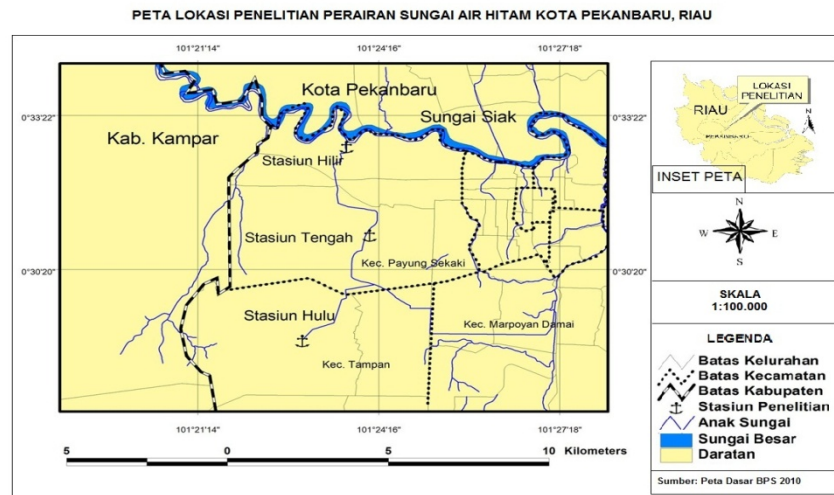 PETA LOKASI PENELITIAN PERAIRAN SUNGAI AIR HITAM KOTA PEKANBARU, RIAU
101°21'14" 101°24'16" 101°27'18"
Kota Pekanbaru
Sungai Siak
0°33'22" 0°33'22"
Kab. Kampar
Stasiun Hilir
Stasiun Tengah
Kec. Payung Sekaki
0°30'20" 0°30'20"
Stasiun Hulu
Kec. Marpoyan Damai
Kec. Tampan
101°21'14" 101°24'16" 101°27'18"
5 0 5 10 Kilometers
LOKASI
PENELITIAN
RIAU
N
INSET PETA
N
W E
S
SKALA
1:100.000
LEGENDA
Batas Kelurahan
Batas Kecamatan
Batas Kabupaten
Stasiun Penelitian
Anak Sungai
Sungai Besar
Daratan
Sumber: Peta Dasar BPS 2010